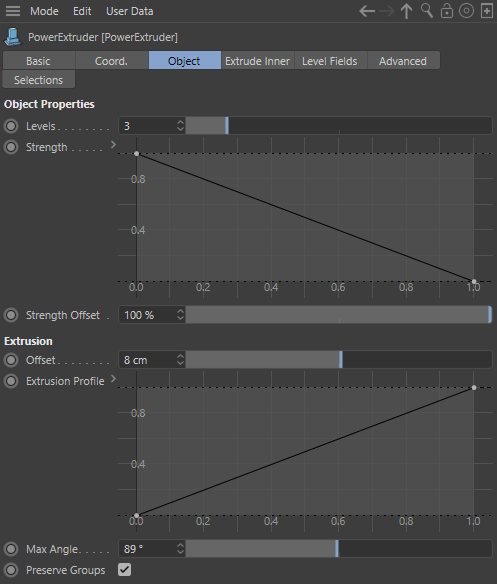 Mode Edit User Data
PowerExtruder [PowerExtruder]
Basic Coord. Object Extrude Inner Level Fields Advanced
Selections
Object Properties
Levels . . . . . . . . 3
Strength . . . . .
0.8
0.4
0.0 0.2 0.4 0.6 0.8 1.0
Strength Offset . 100 %
Extrusion
Offset . . . . . . . . 8 cm
Extrusion Profile
0.8
0.4
0.0 0.2 0.4 0.6 0.8 1.0
Max Angle. . . . . 89 °
Preserve Groups